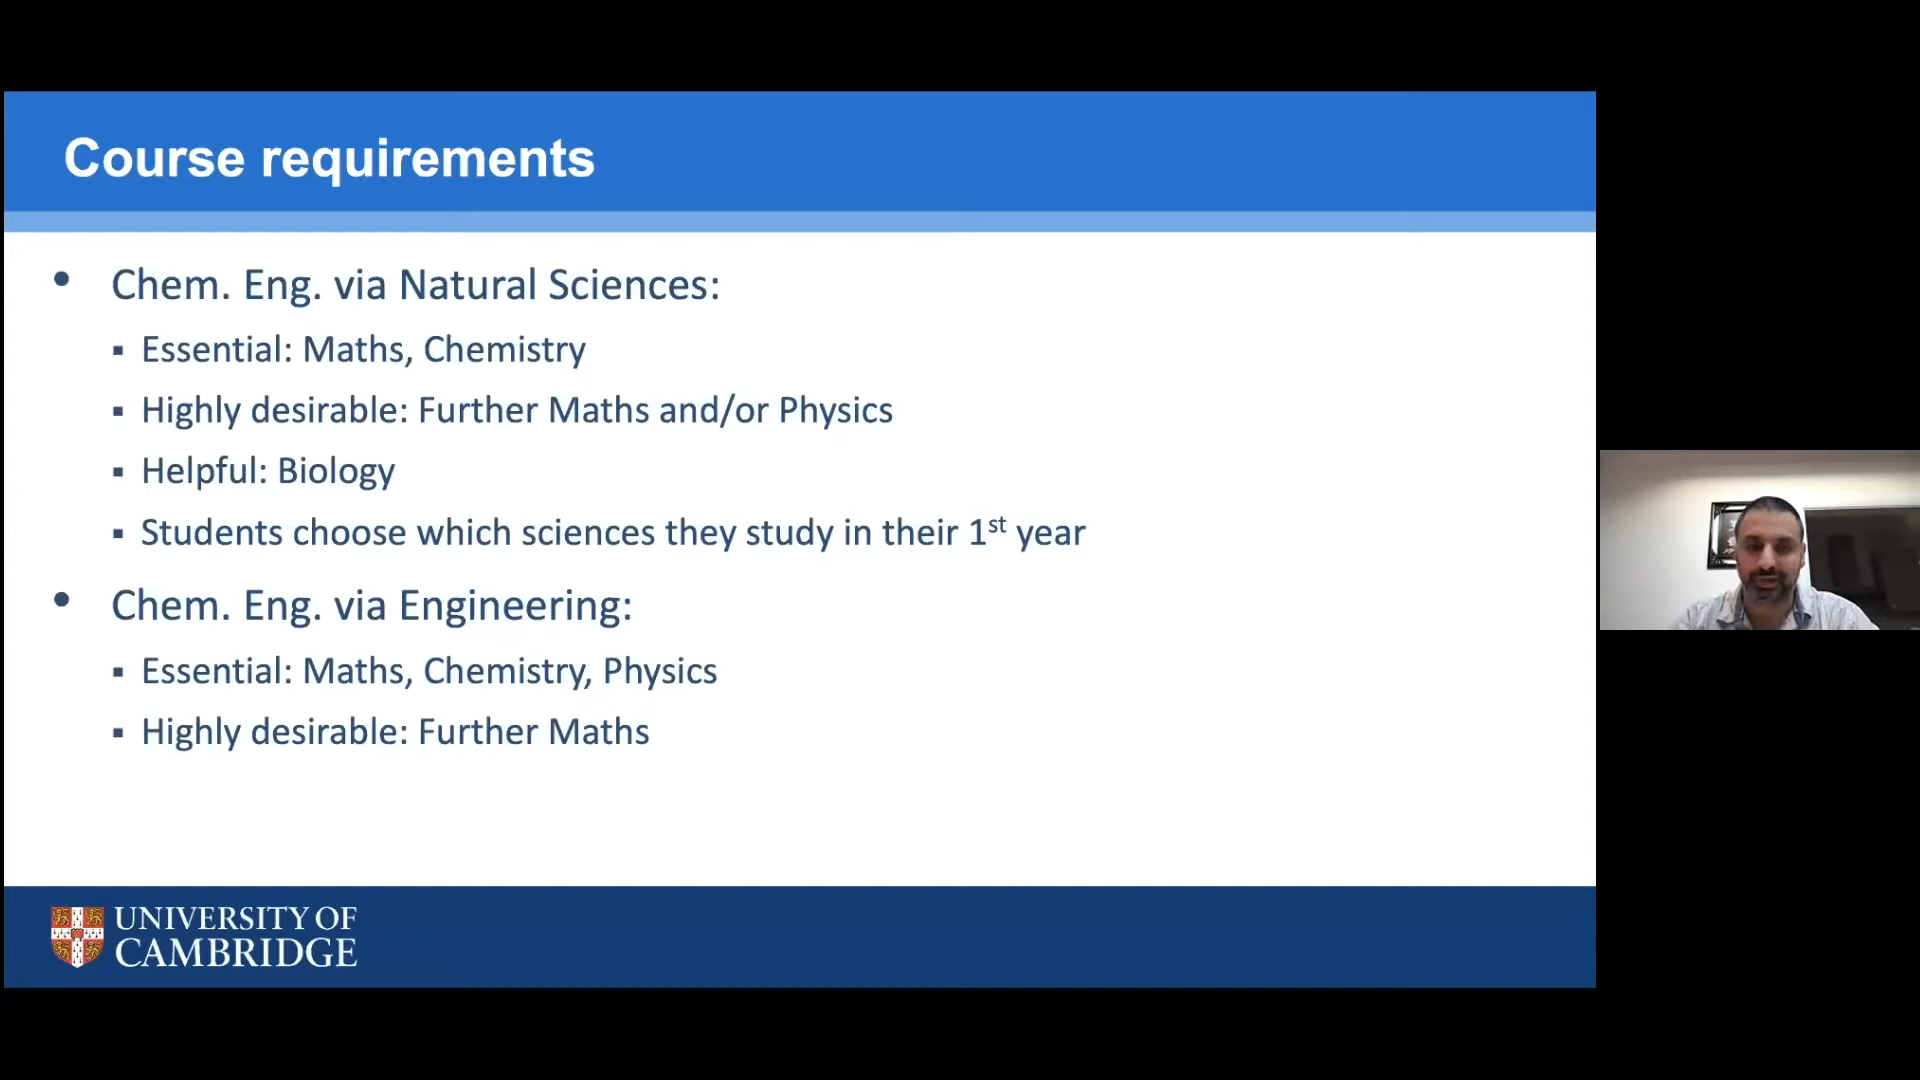 Course requirements
• Chem. Eng. via Natural Sciences:
▪ Essential: Maths, Chemistry
▪ Highly desirable: Further Maths and/or Physics
▪ Helpful: Biology
▪ Students choose which sciences they study in their 1st year
• Chem. Eng. via Engineering:
▪ Essential: Maths, Chemistry, Physics
▪ Highly desirable: Further Maths
UNIVERSITY OF
CAMBRIDGE